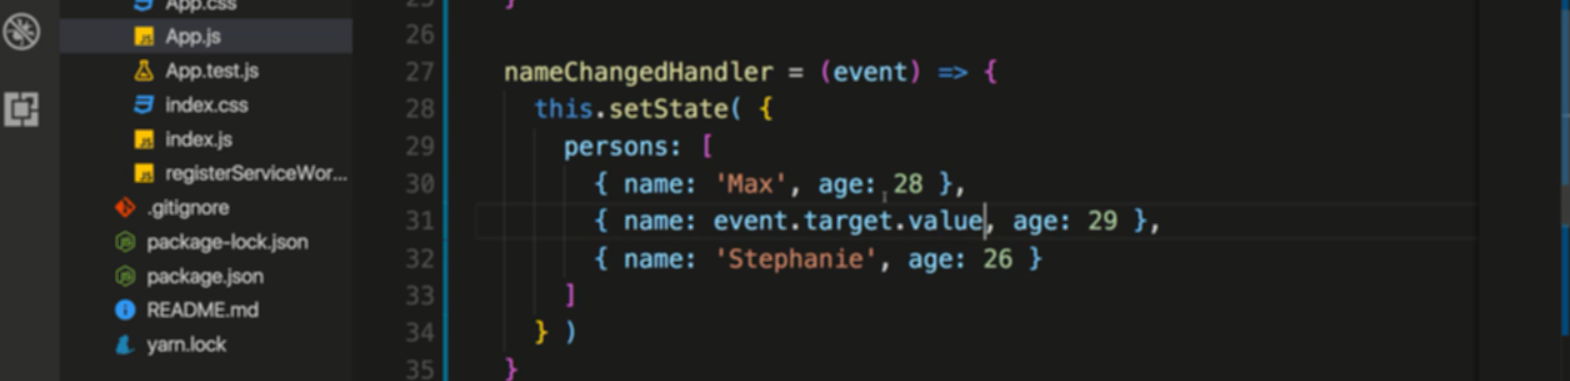 App.css
App.js
App.test.js
index.css
index.js
registerServiceWor...
.gitignore
package-lock.json
package.json
README.md
yarn.lock
25 }
26
27 nameChangedHandler = (event) => {
28 this.setState( {
29 persons: [
30 { name: 'Max', age: 28 },
31 { name: event.target.value, age: 29 },
32 { name: 'Stephanie', age: 26 }
33 ]
34 } )
35 }